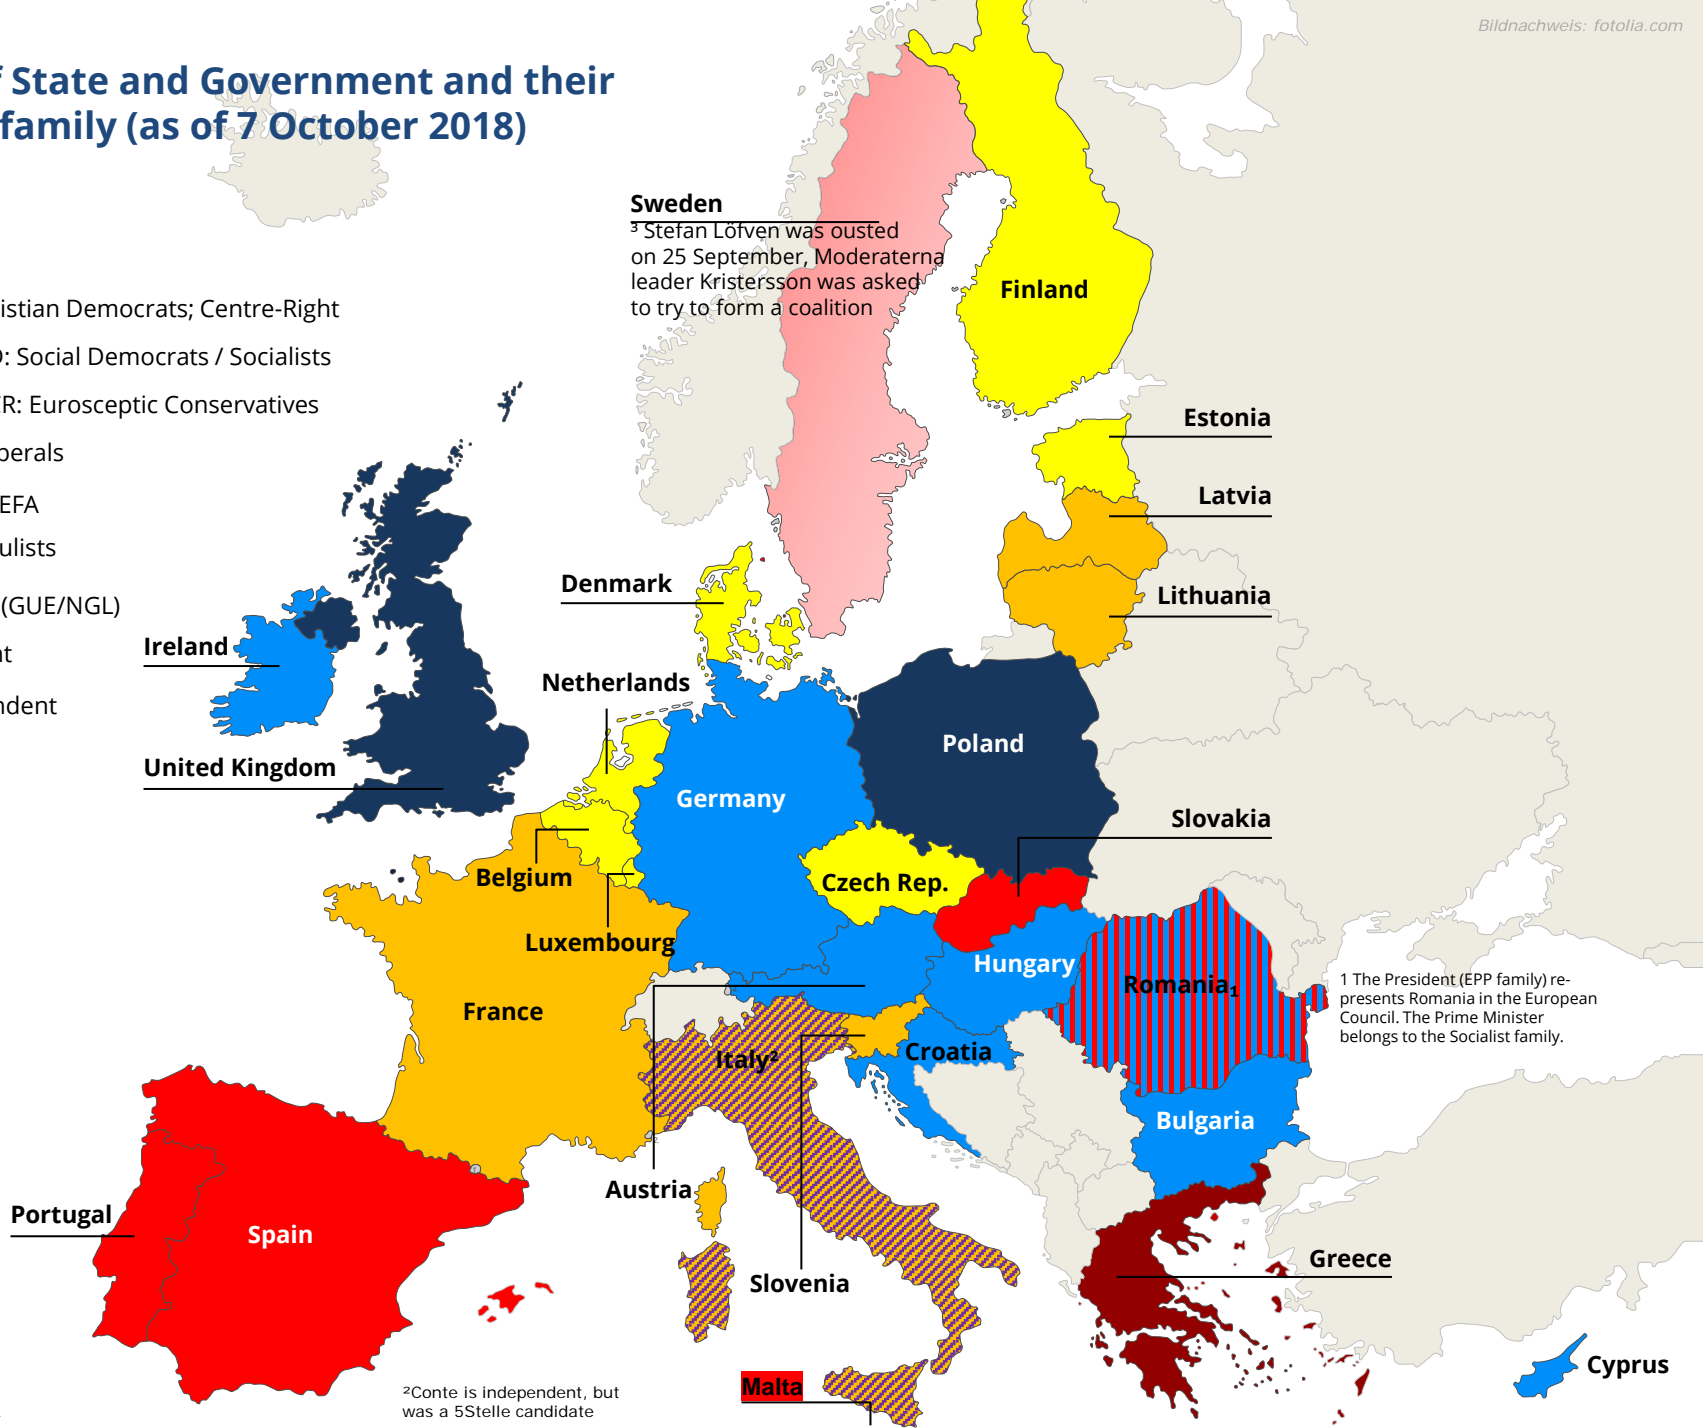 Bildnachweis: fotolia.com
State and Government and their
family (as of 7 October 2018)
Sweden
³ Stefan Löfven was ousted
on 25 September, Moderaterna
leader Kristersson was asked
to try to form a coalition
Finland
istian Democrats; Centre-Right
: Social Democrats / Socialists
R: Eurosceptic Conservatives
perals
EFA
ulists
(GUE/NGL)
nt
ndent
Estonia
Latvia
Lithuania
Denmark
Ireland
Netherlands
United Kingdom
Poland
Germany
Slovakia
Belgium
Czech Rep.
Luxembourg
Hungary
Romania₁
1 The President (EPP family) re-
presents Romania in the European
Council. The Prime Minister
belongs to the Socialist family.
France
Italy²
Croatia
Bulgaria
Austria
Portugal
Spain
Slovenia
Greece
Cyprus
Malta
²Conte is independent, but
was a 5Stelle candidate